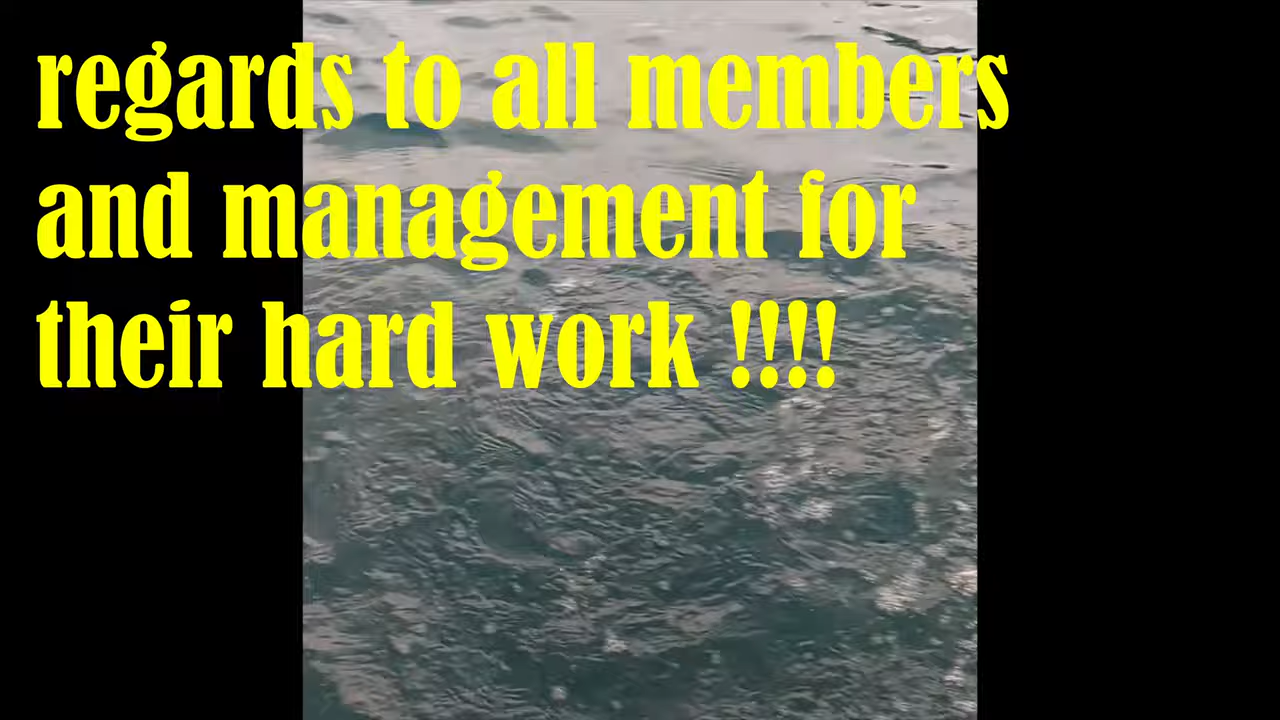 regards to all members
and management for
their hard work !!!!